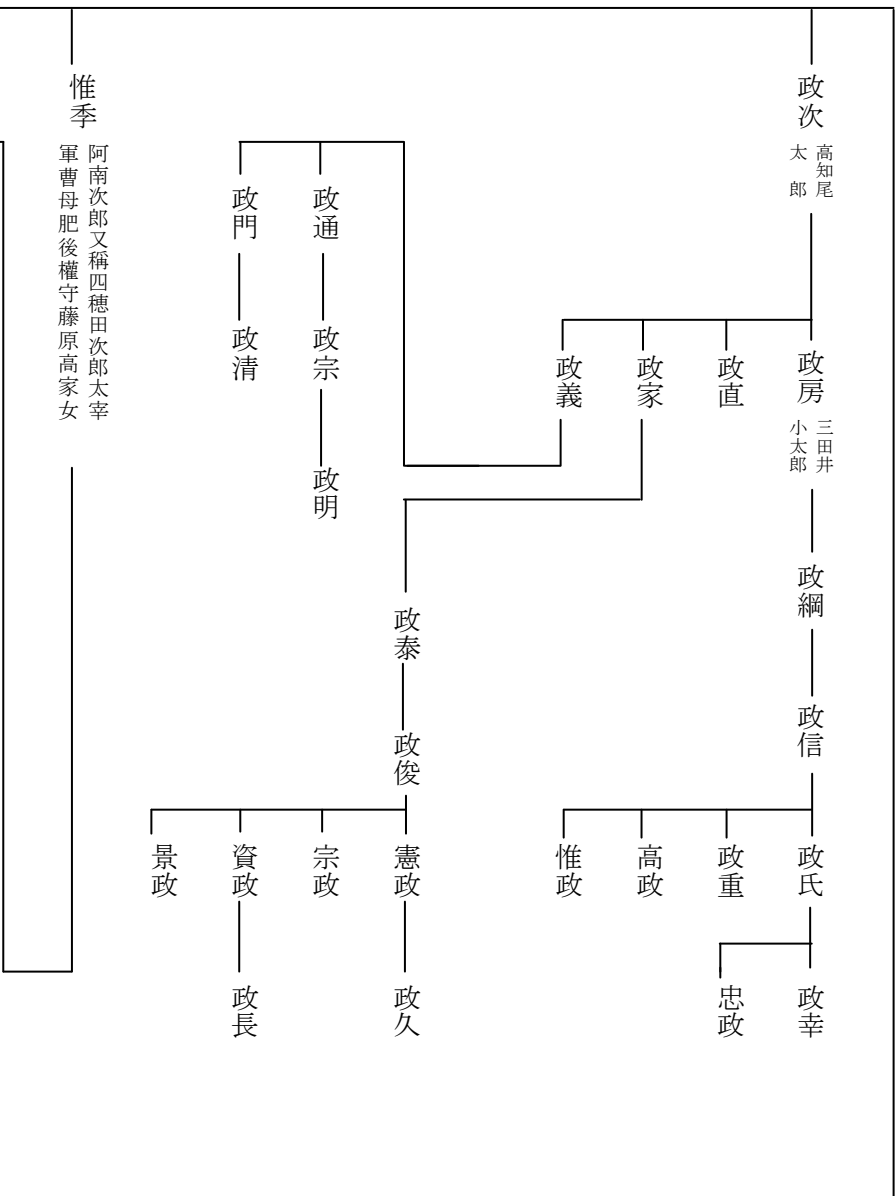 政次
高知尾
太郎
政房
三田井
小太郎
政綱
政信
政氏
政幸
忠政
政重
高政
惟政
政直
政家
政泰
政俊
憲政
政久
宗政
資政
政長
景政
政義
政通
政宗
政明
政門
政清
惟季
阿南次郎又稱四穂田次郎太宰
軍曹母肥後權守藤原高家女